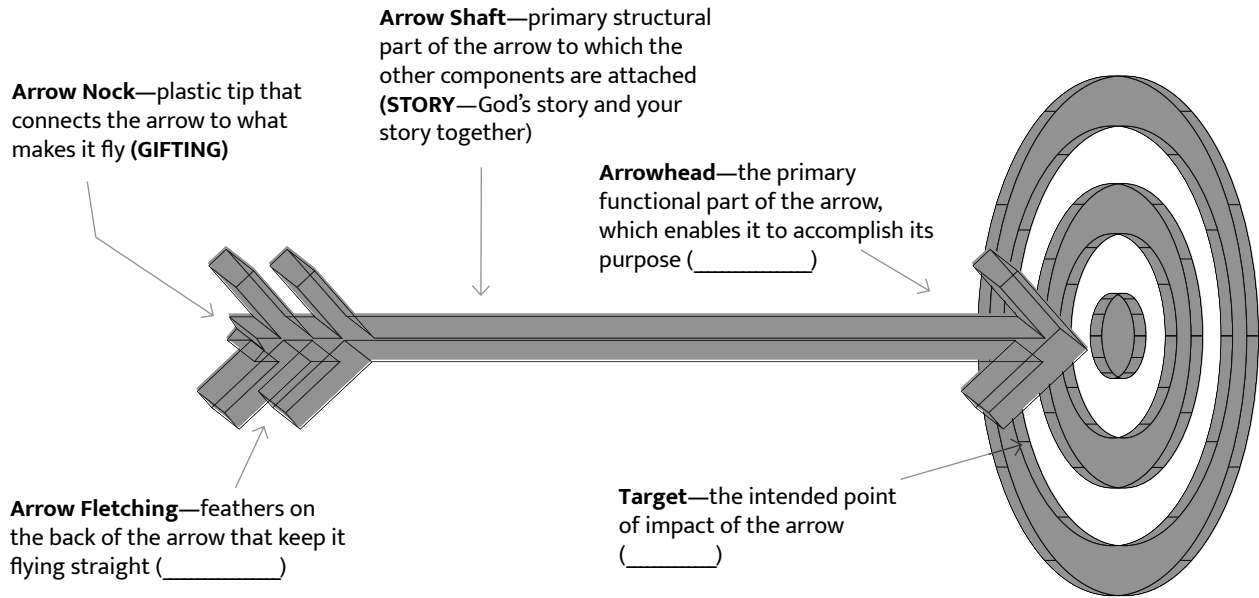 Arrow Shaft—primary structural
part of the arrow to which the
other components are attached
(STORY—God’s story and your
story together)
Arrow Nock—plastic tip that
connects the arrow to what
makes it fly (GIFTING)
Arrowhead—the primary
functional part of the arrow,
which enables it to accomplish its
purpose (____________)
Arrow Fletching—feathers on
the back of the arrow that keep it
flying straight (____________)
Target—the intended point
of impact of the arrow
(_________)